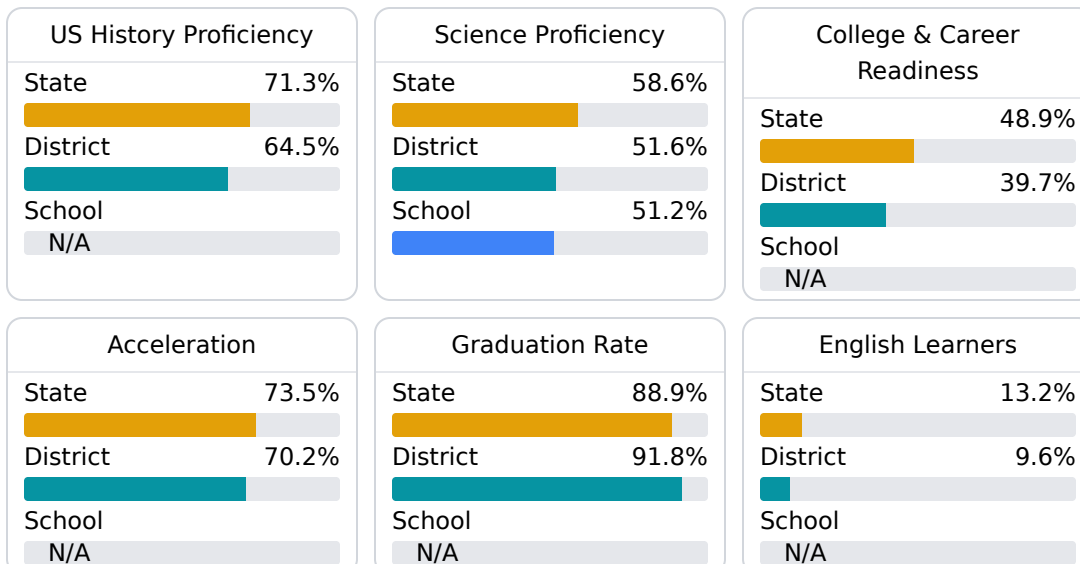 US History Proficiency
State 71.3%
District 64.5%
School
N/A
Science Proficiency
State 58.6%
District 51.6%
School 51.2%
College & Career
Readiness
State 48.9%
District 39.7%
School
N/A
Acceleration
State 73.5%
District 70.2%
School
N/A
Graduation Rate
State 88.9%
District 91.8%
School
N/A
English Learners
State 13.2%
District 9.6%
School
N/A